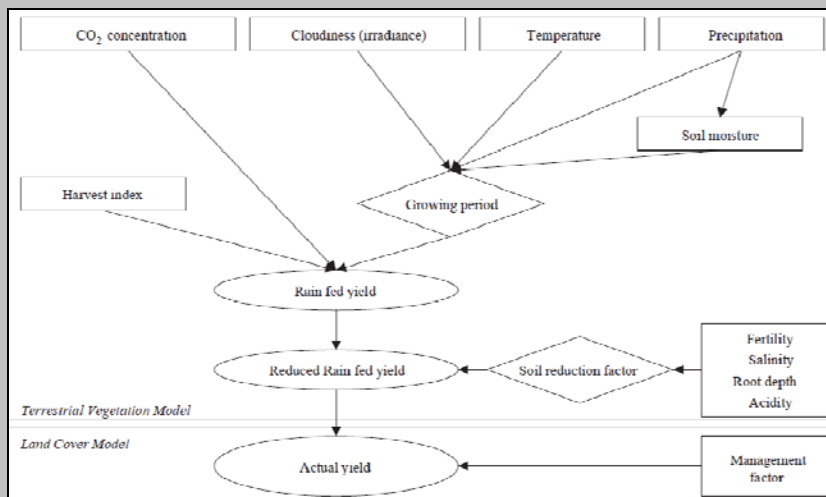 CO₂ concentration
Cloudiness (irradiance)
Temperature
Precipitation
Soil moisture
Harvest index
Growing period
Rain fed yield
Fertility
Salinity
Root depth
Acidity
Reduced Rain fed yield
Soil reduction factor
Terrestrial Vegetation Model
Land Cover Model
Actual yield
Management
factor